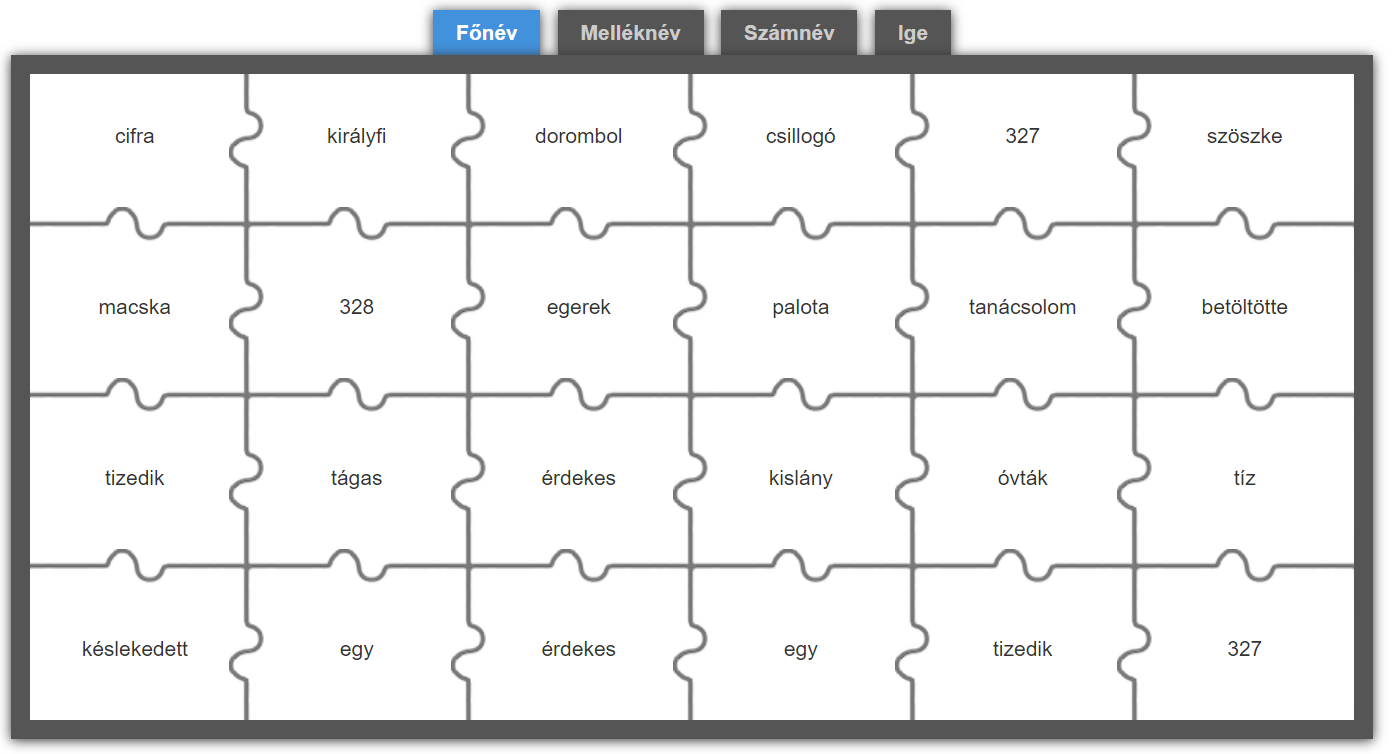 Főnév Melléknév Számnév Ige
cifra királyfi dorombol csillogó 327 szöszke
macska 328 egerek palota tanácsolom betöltötte
tizedik tágas érdekes kislány óvták tíz
késlekedett egy érdekes egy tizedik 327